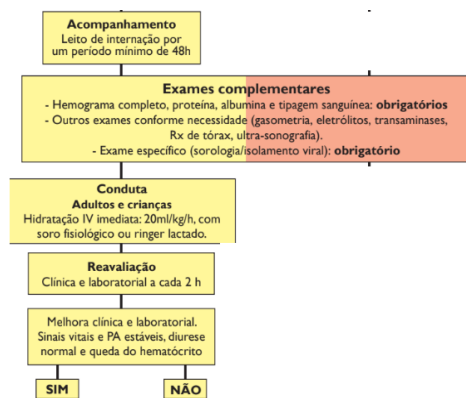 Acompanhamento
Leito de internação por
um período mínimo de 48h
Exames complementares
- Hemograma completo, proteína, albumina e tipagem sanguínea: obrigatórios
- Outros exames conforme necessidade (gasometria, eletrólitos, transaminases,
Rx de tórax, ultra-sonografia).
- Exame específico (sorologia/isolamento viral): obrigatório
Conduta
Adultos e crianças
Hidratação IV imediata: 20ml/kg/h, com
soro fisiológico ou ringer lactado.
Reavaliação
Clínica e laboratorial a cada 2 h
Melhora clínica e laboratorial.
Sinais vitais e PA estáveis, diurese
normal e queda do hematócrito
SIM
NÃO